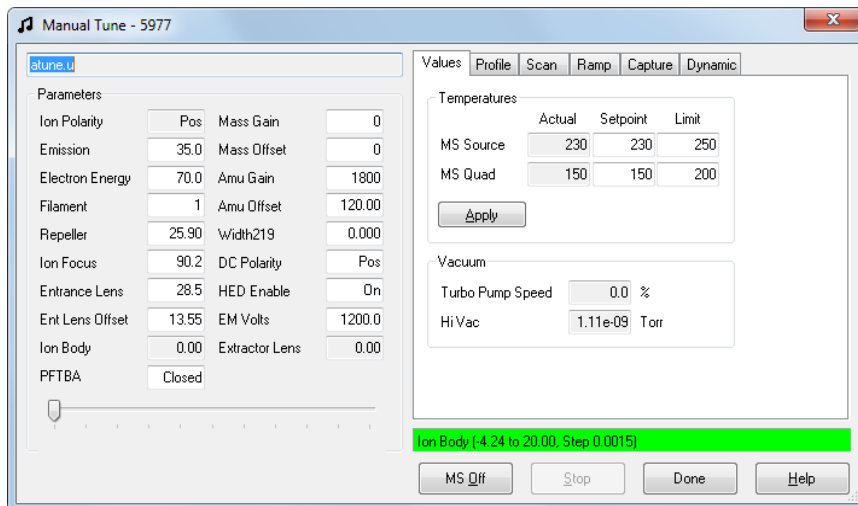 Manual Tune - 5977
atune.u
Parameters
Ion Polarity Pos Mass Gain 0
Emission 35.0 Mass Offset 0
Electron Energy 70.0 Amu Gain 1800
Filament 1 Amu Offset 120.00
Repeller 25.90 Width219 0.000
Ion Focus 90.2 DC Polarity Pos
Entrance Lens 28.5 HED Enable On
Ent Lens Offset 13.55 EM Volts 1200.0
Ion Body 0.00 Extractor Lens 0.00
PFTBA Closed
Values Profile Scan Ramp Capture Dynamic
Temperatures
Actual Setpoint Limit
MS Source 230 230 250
MS Quad 150 150 200
Apply
Vacuum
Turbo Pump Speed 0.0 %
Hi Vac 1.11e-09 Torr
Ion Body (-4.24 to 20.00, Step 0.0015)
MS Off Stop Done Help